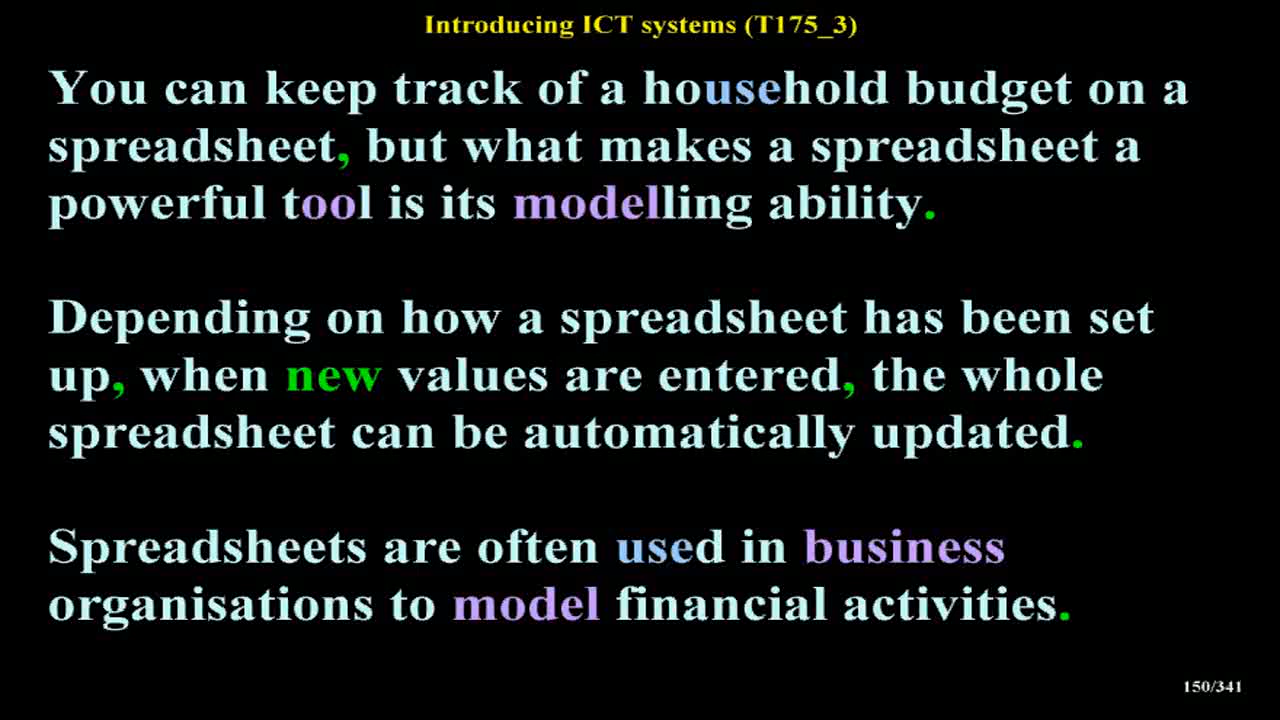 Introducing ICT systems (T175_3)
You can keep track of a household budget on a
spreadsheet, but what makes a spreadsheet a
powerful tool is its modelling ability.
Depending on how a spreadsheet has been set
up, when new values are entered, the whole
spreadsheet can be automatically updated.
Spreadsheets are often used in business
organisations to model financial activities.
150/341